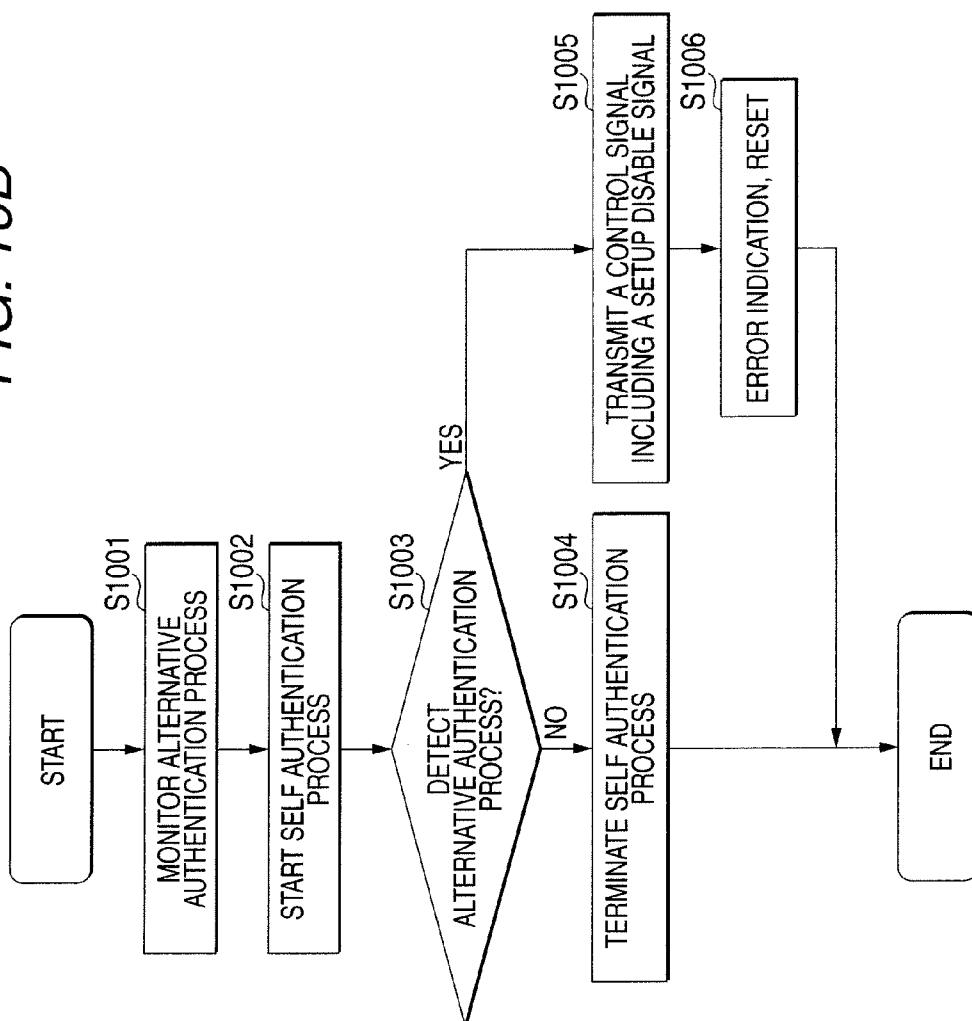 FIG. 10B
START
S1001
MONITOR ALTERNATIVE
AUTHENTICATION PROCESS
S1002
START SELF AUTHENTICATION
PROCESS
S1003
DETECT
ALTERNATIVE AUTHENTICATION
PROCESS?
YES
NO
S1004
TERMINATE SELF AUTHENTICATION
PROCESS
S1005
TRANSMIT A CONTROL SIGNAL
INCLUDING A SETUP DISABLE SIGNAL
S1006
ERROR INDICATION, RESET
END